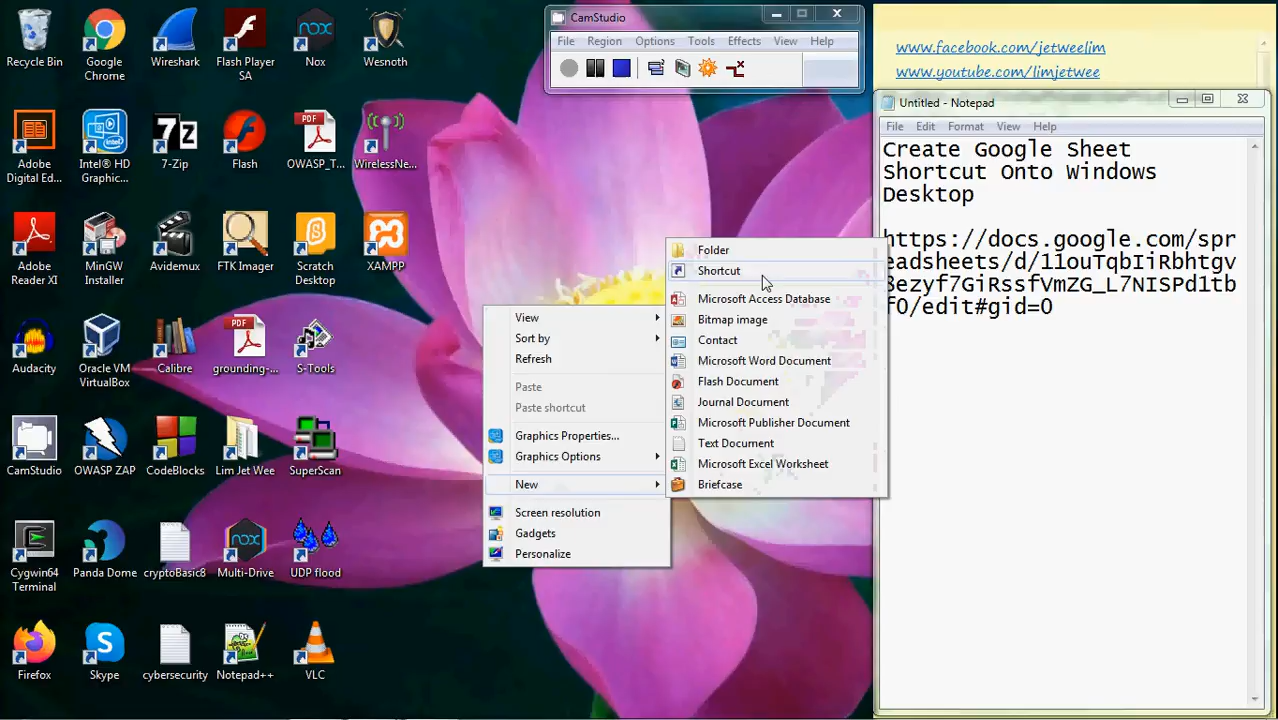 Recycle Bin
Google
Chrome
Wireshark
Flash Player
SA
Nox
Wesnoth
Adobe
Digital Ed...
Intel® HD
Graphic...
7-Zip
Flash
OWASP_T...
WirelessNe...
Adobe
Reader XI
MinGW
Installer
Avidemux
FTK Imager
Scratch
Desktop
XAMPP
Audacity
Oracle VM
VirtualBox
Calibre
grounding-...
S-Tools
CamStudio
OWASP ZAP
CodeBlocks
Lim Jet Wee
SuperScan
Cygwin64
Terminal
Panda Dome
cryptoBasic8
Multi-Drive
UDP flood
Firefox
Skype
cybersecurity
Notepad++
VLC
CamStudio
File Region Options Tools Effects View Help
View
Sort by
Refresh
Paste
Paste shortcut
Graphics Properties...
Graphics Options
New
Screen resolution
Gadgets
Personalize
Folder
Shortcut
Microsoft Access Database
Bitmap image
Contact
Microsoft Word Document
Flash Document
Journal Document
Microsoft Publisher Document
Text Document
Microsoft Excel Worksheet
Briefcase
www.facebook.com/jetweelim
www.youtube.com/limjetwee
Untitled - Notepad
File Edit Format View Help
Create Google Sheet
Shortcut Onto Windows
Desktop
https://docs.google.com/spr
eadsheets/d/11ouTqbIiRbhtgv
8ezyf7GiRssfVmZG_L7NISPd1tb
f0/edit#gid=0